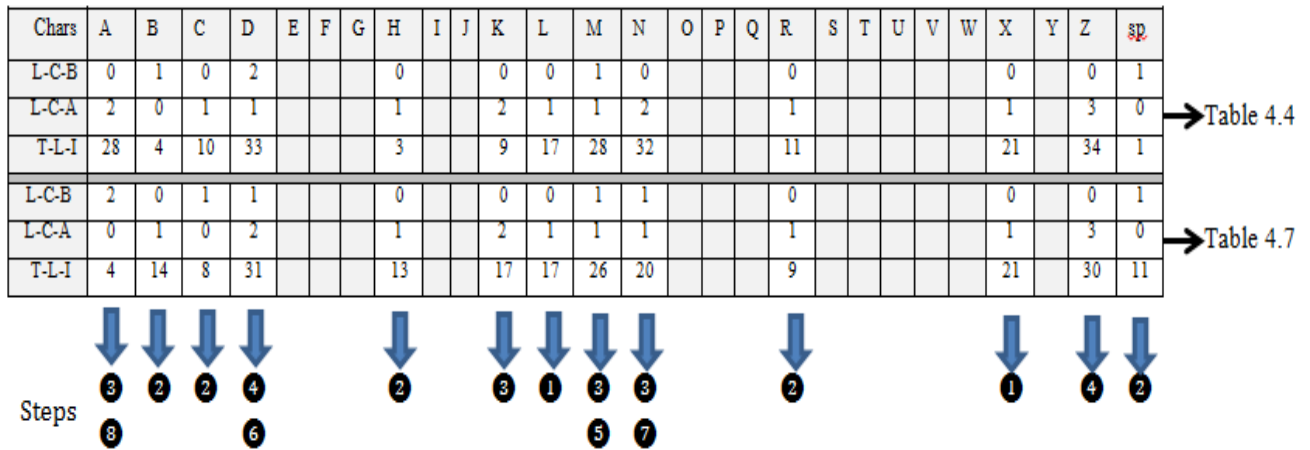 Chars A B C D E F G H I J K L M N O P Q R S T U V W X Y Z sp
L-C-B 0 1 0 2 0 0 0 1 0 0 0 0 1
L-C-A 2 0 1 1 1 2 1 1 2 1 1 3 0 Table 4.4
T-L-I 28 4 10 33 3 9 17 28 32 11 21 34 1
L-C-B 2 0 1 1 0 0 0 1 1 0 0 0 1
L-C-A 0 1 0 2 1 2 1 1 1 1 1 3 0 Table 4.7
T-L-I 4 14 8 31 13 17 17 26 20 9 21 30 11
3 2 2 4 2 3 1 3 3 2 1 4 2
Steps
8 6 5 7